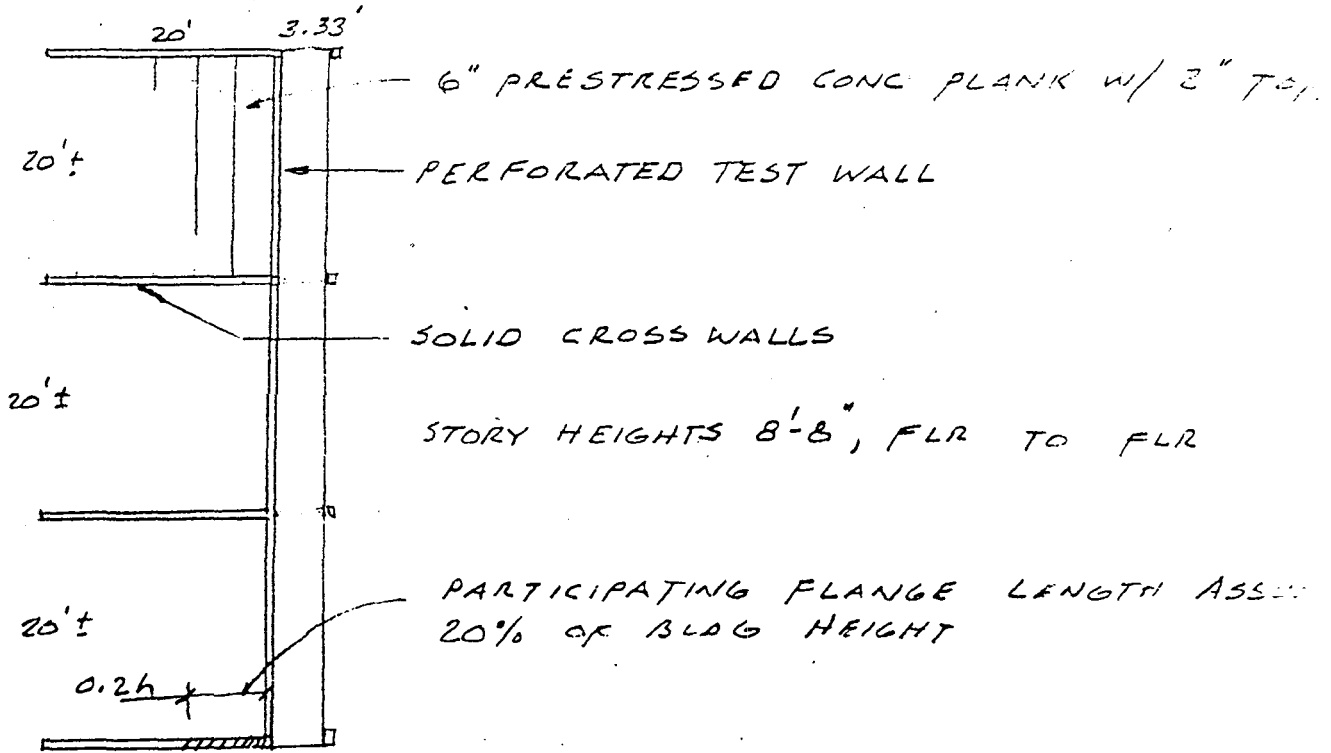 20' 3.33'
6" PRESTRESSED CONC PLANK W/ 2"
20'±
PERFORATED TEST WALL
SOLID CROSS WALLS
20'±
STORY HEIGHTS 8'-8", FLR TO FLR
PARTICIPATING FLANGE LENGTH
20'±
20% OF BLDG HEIGHT
0.2h